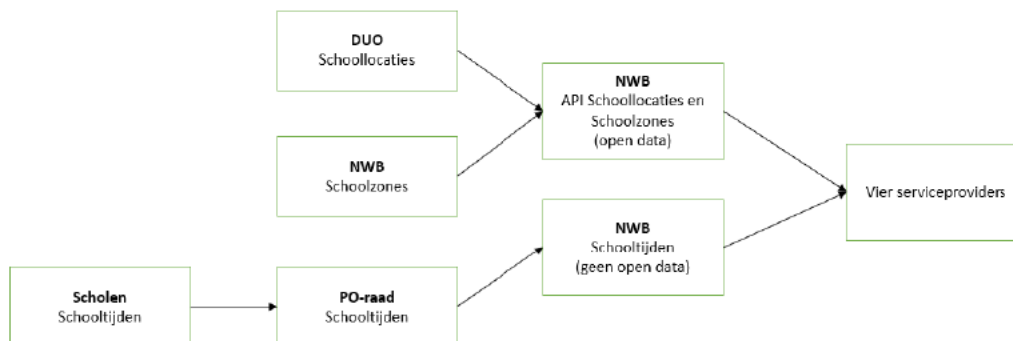 DUO
Schoollocaties
NWB
API Schoollocaties en
Schoolzones
(open data)
NWB
Schoolzones
Vier serviceproviders
NWB
Schooltijden
(geen open data)
Scholen
Schooltijden
PO-raad
Schooltijden